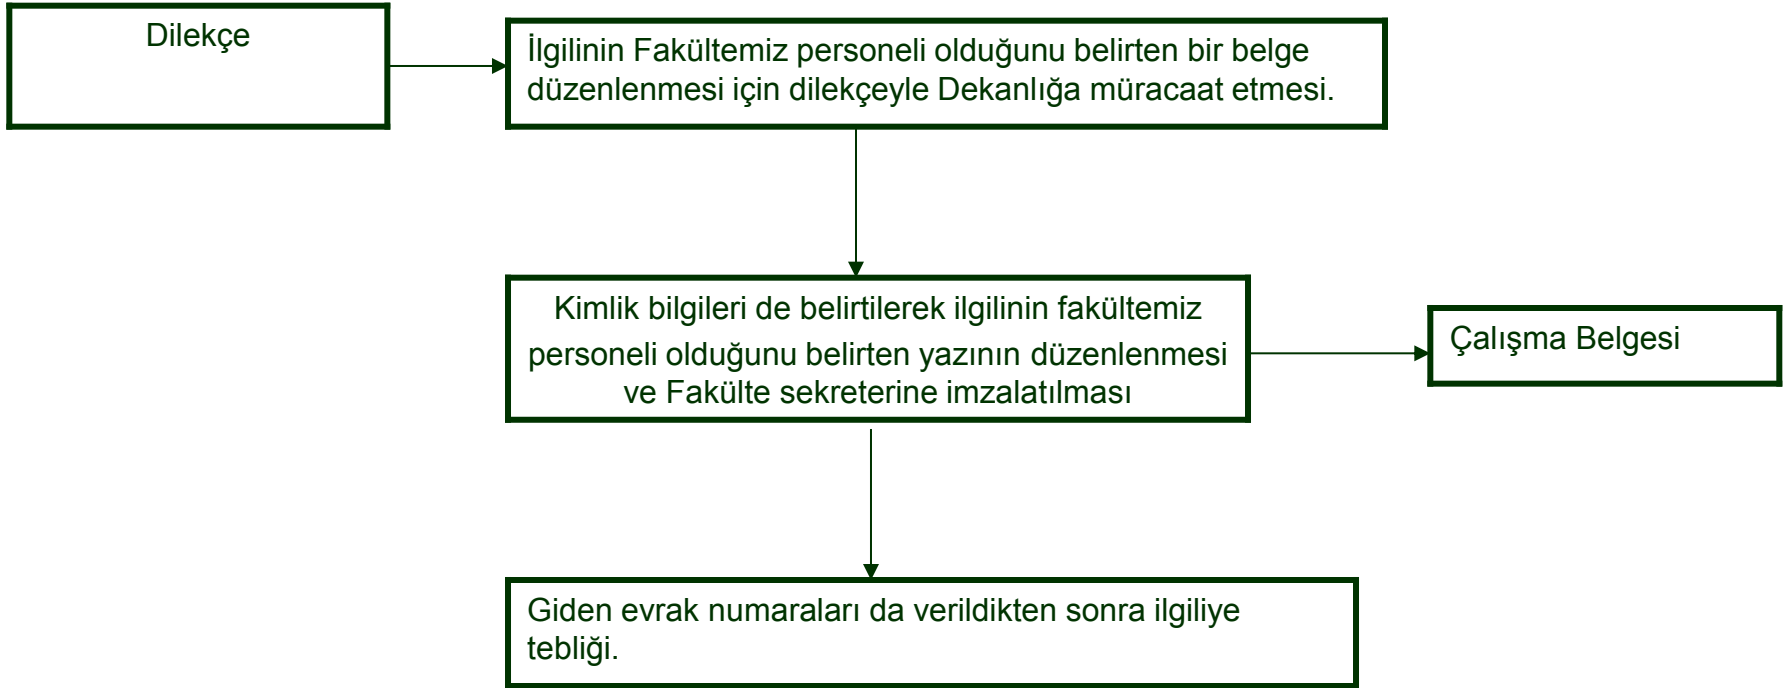 Dilekçe
İlgilinin Fakültemiz personeli olduğunu belirten bir belge
düzenlenmesi için dilekçeyle Dekanlığa müracaat etmesi.
Kimlik bilgileri de belirtilerek ilgilinin fakültemiz
personeli olduğunu belirten yazının düzenlenmesi
ve Fakülte sekreterine imzalatılması
Çalışma Belgesi
Giden evrak numaraları da verildikten sonra ilgiliye
tebliği.